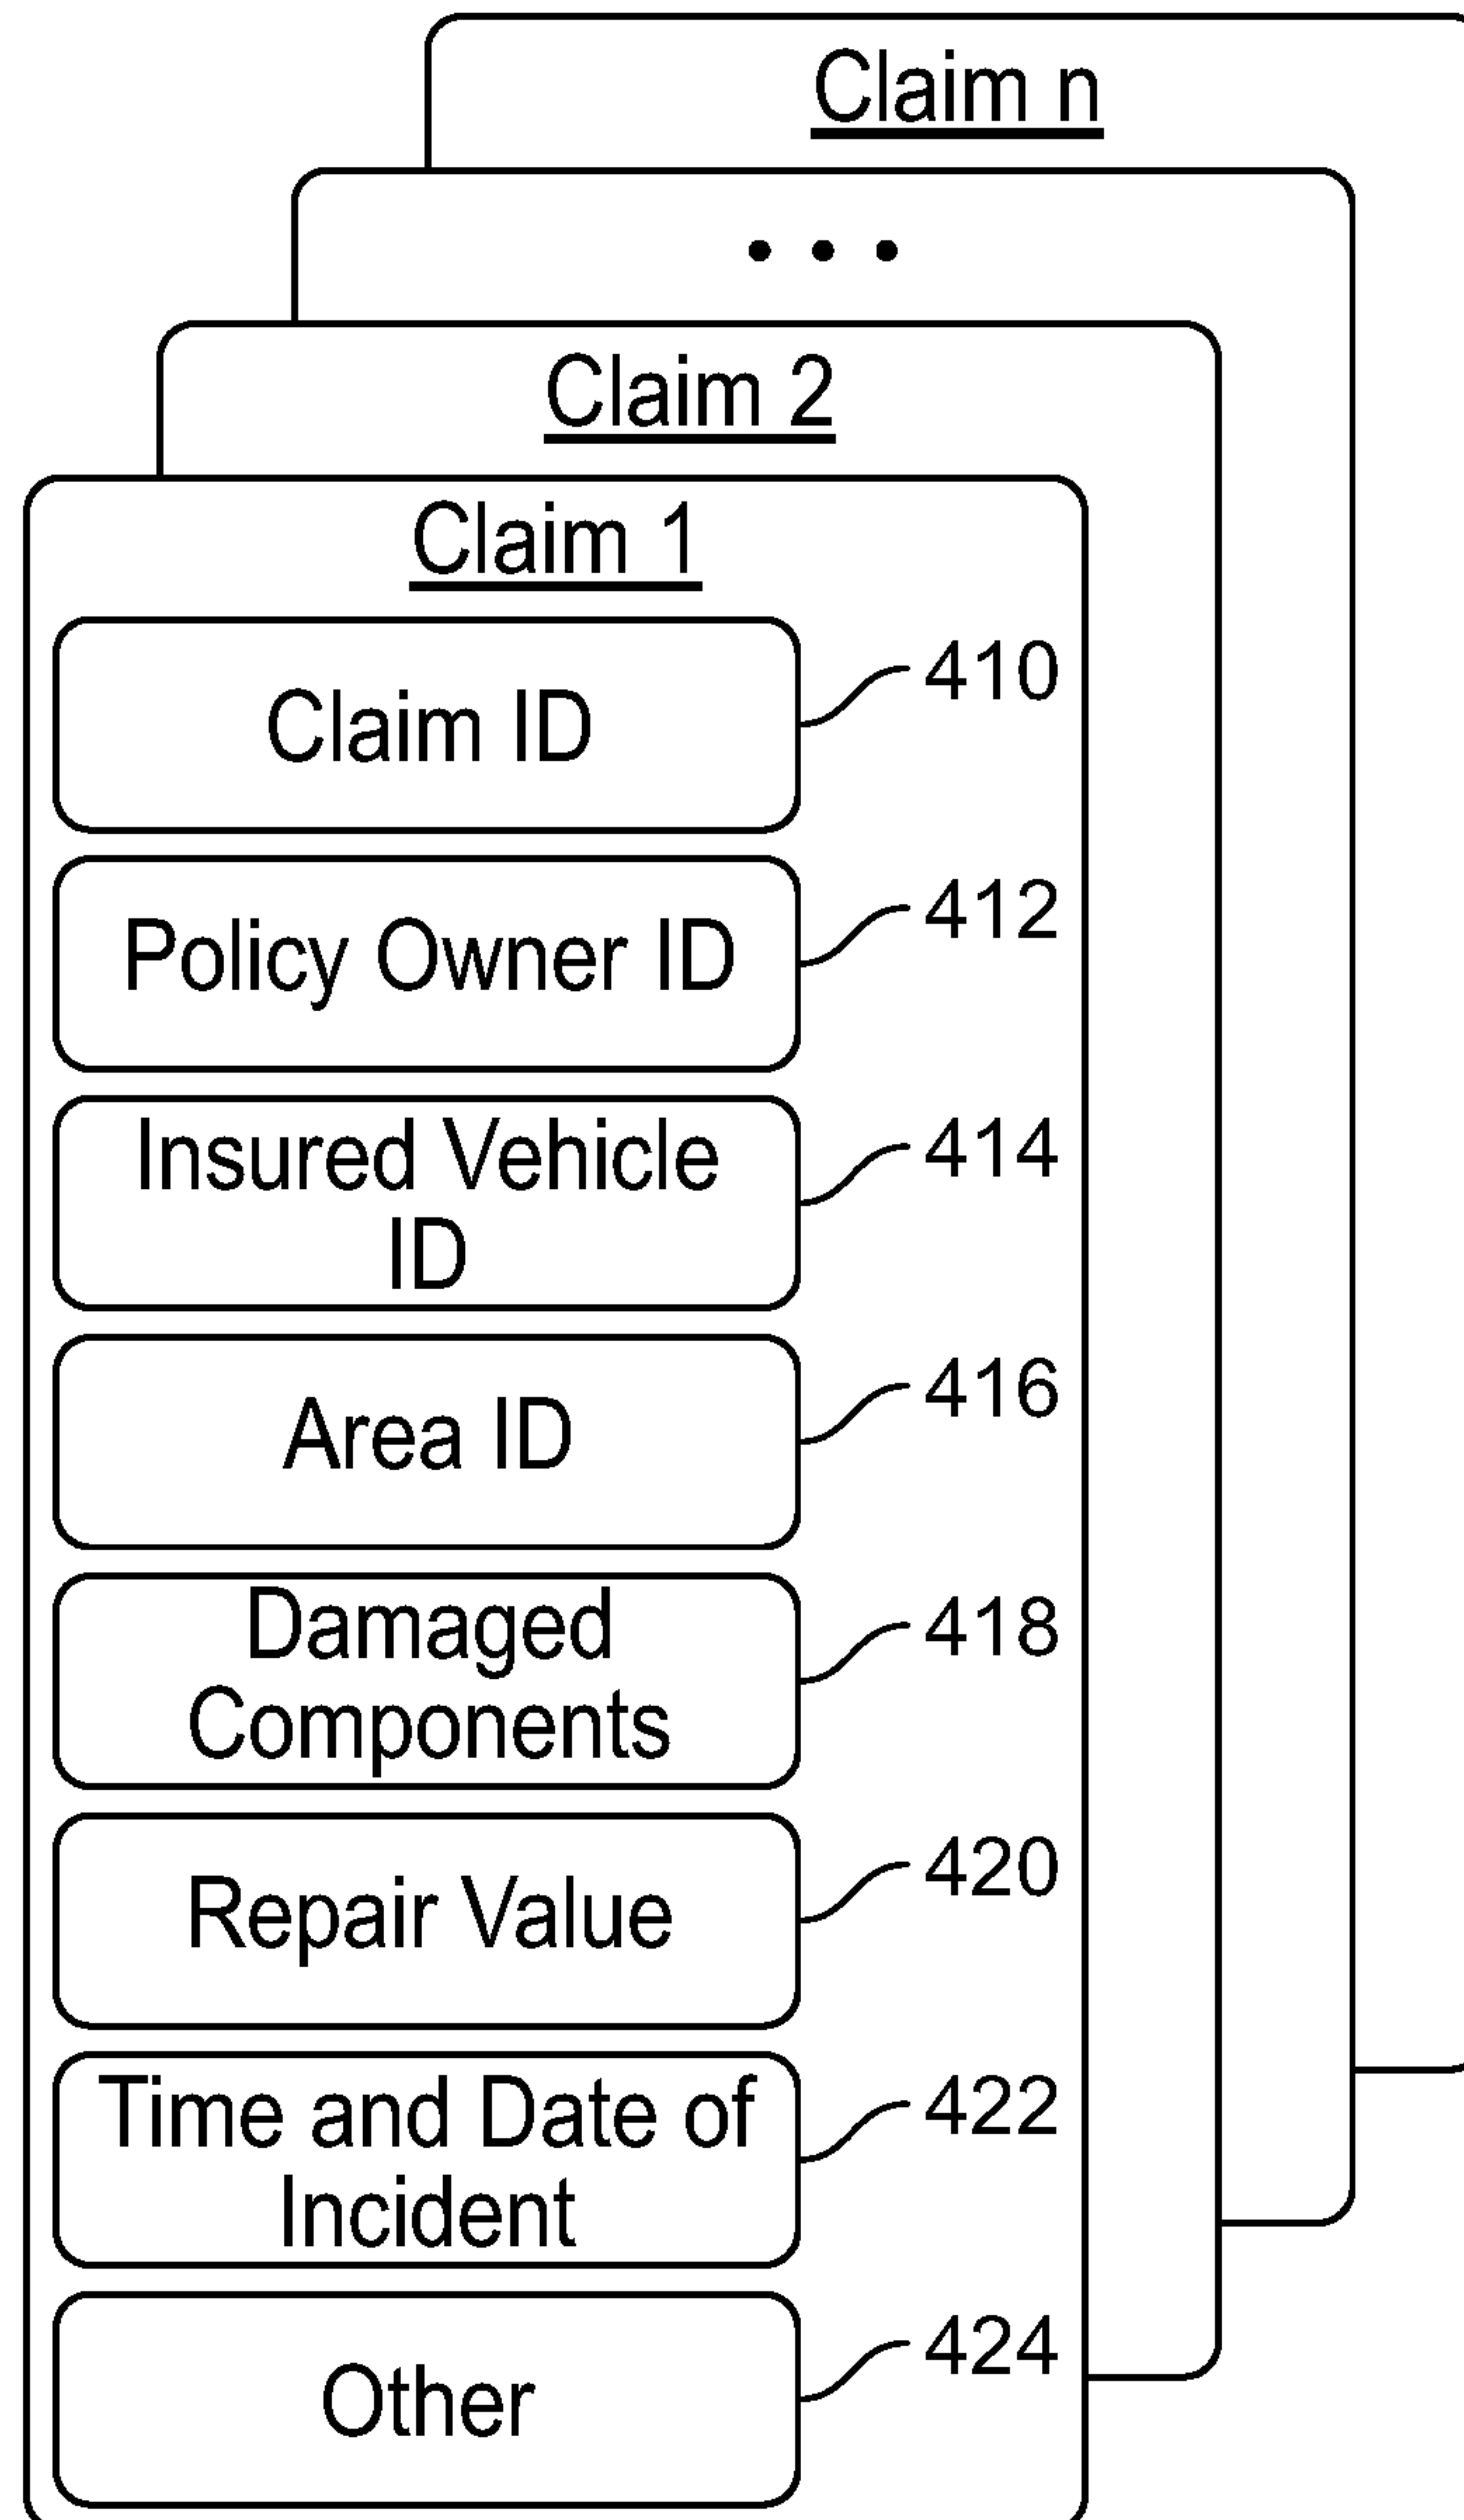 Claim n
• • •
Claim 2
Claim 1
Claim ID
410
Policy Owner ID
412
Insured Vehicle
ID
414
Area ID
416
Damaged
Components
418
Repair Value
420
Time and Date of
Incident
422
Other
424